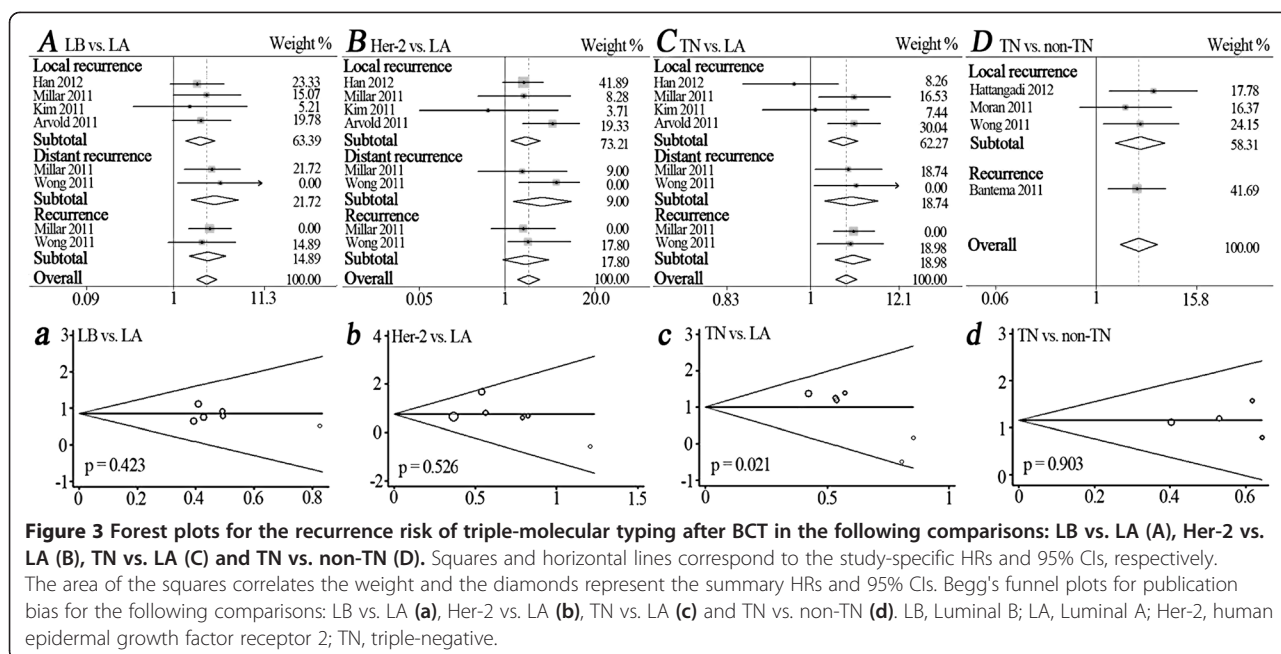 A LB vs. LA Weight %
Local recurrence
Han 2012 23.33
Millar 2011 15.07
Kim 2011 5.21
Arvold 2011 19.78
Subtotal 63.39
Distant recurrence
Millar 2011 21.72
Wong 2011 0.00
Subtotal 21.72
Recurrence
Millar 2011 0.00
Wong 2011 14.89
Subtotal 14.89
Overall 100.00
0.09 1 11.3
B Her-2 vs. LA Weight %
Local recurrence
Han 2012 41.89
Millar 2011 8.28
Kim 2011 3.71
Arvold 2011 19.33
Subtotal 73.21
Distant recurrence
Millar 2011 9.00
Wong 2011 0.00
Subtotal 9.00
Recurrence
Millar 2011 0.00
Wong 2011 17.80
Subtotal 17.80
Overall 100.00
0.05 1 20.0
C TN vs. LA Weight %
Local recurrence
Han 2012 8.26
Millar 2011 16.53
Kim 2011 7.44
Arvold 2011 30.04
Subtotal 62.27
Distant recurrence
Millar 2011 18.74
Wong 2011 0.00
Subtotal 18.74
Recurrence
Millar 2011 0.00
Wong 2011 18.98
Subtotal 18.98
Overall 100.00
0.83 1 12.1
D TN vs. non-TN Weight %
Local recurrence
Hattangadi 2012 17.78
Moran 2011 16.37
Wong 2011 24.15
Subtotal 58.31
Recurrence
Bantema 2011 41.69
Overall 100.00
0.06 1 15.8
a LB vs. LA
3
2
1
0
-1
p = 0.423
0 0.2 0.4 0.6 0.8
b Her-2 vs. LA
4
2
0
-2
p = 0.526
0 0.5 1 1.5
c TN vs. LA
3
2
1
0
-1
p = 0.021
0 0.5 1
d TN vs. non-TN
3
2
1
0
p = 0.903
0 0.2 0.4 0.6
Figure 3 Forest plots for the recurrence risk of triple-molecular typing after BCT in the following comparisons: LB vs. LA (A), Her-2 vs.
LA (B), TN vs. LA (C) and TN vs. non-TN (D). Squares and horizontal lines correspond to the study-specific HRs and 95% CIs, respectively.
The area of the squares correlates the weight and the diamonds represent the summary HRs and 95% CIs. Begg's funnel plots for publication
bias for the following comparisons: LB vs. LA (a), Her-2 vs. LA (b), TN vs. LA (c) and TN vs. non-TN (d). LB, Luminal B; LA, Luminal A; Her-2, human
epidermal growth factor receptor 2; TN, triple-negative.